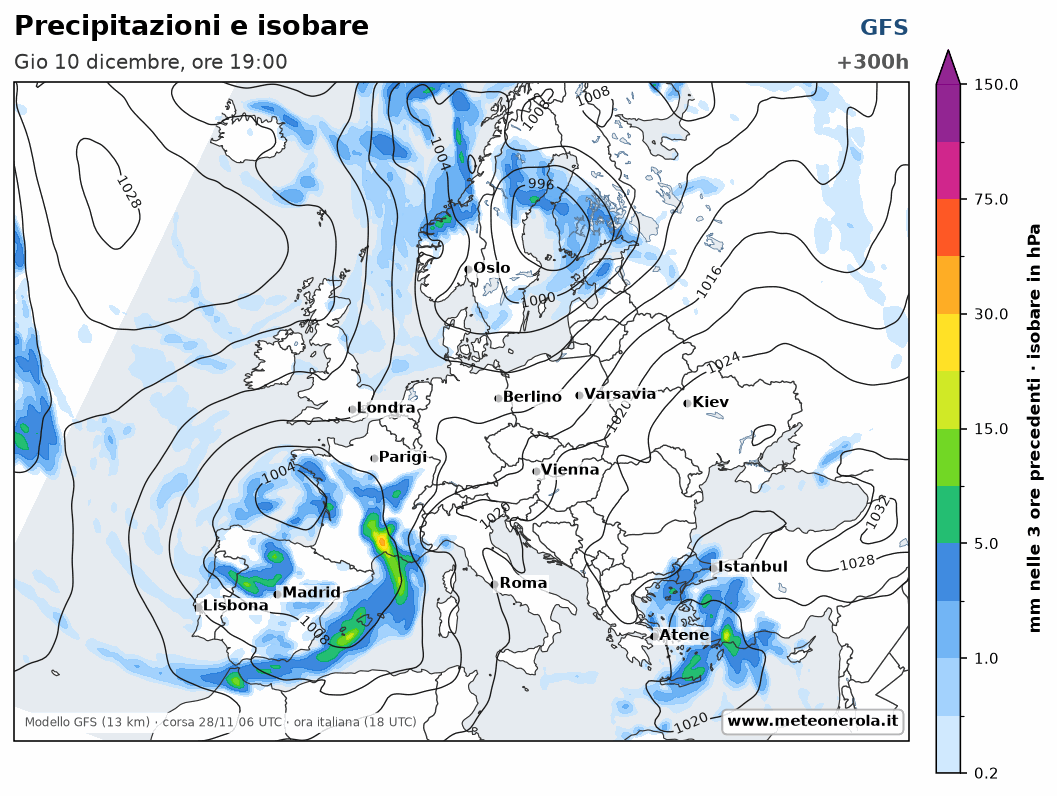 Precipitazioni e isobare
GFS
Gio 10 dicembre, ore 19:00
+300h
150.0
75.0
30.0
15.0
5.0
1.0
0.2
mm nelle 3 ore precedenti · isobare in hPa
1008
1008
1004
1028
996
1000
1016
1024
1020
1004
1020
1032
1028
1008
1020
Oslo
Londra
Berlino
Varsavia
Kiev
Parigi
Vienna
Istanbul
Roma
Madrid
Lisbona
Atene
Modello GFS (13 km) · corsa 28/11 06 UTC · ora italiana (18 UTC)
www.meteonerola.it